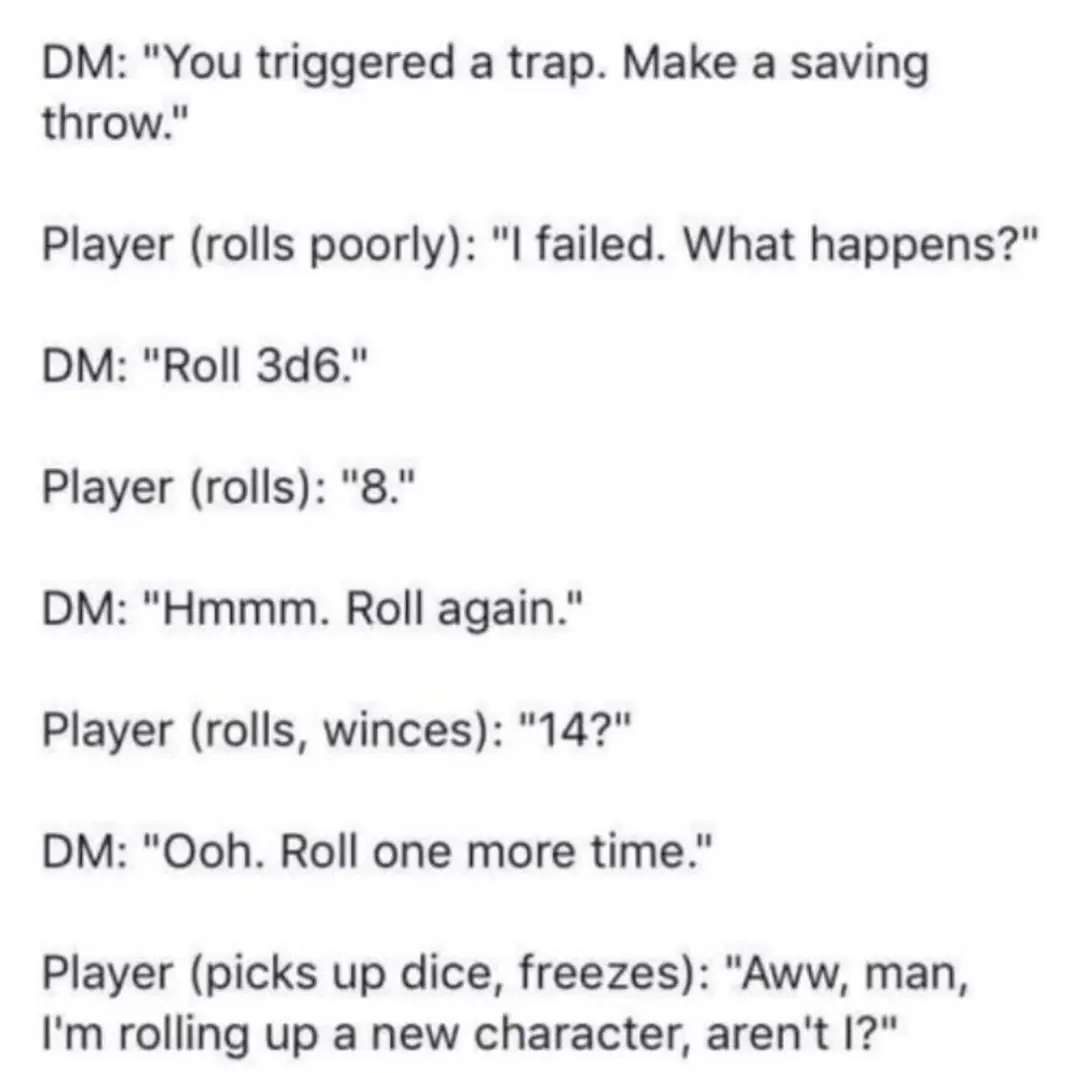 DM: "You triggered a trap. Make a saving
throw."
Player (rolls poorly): "I failed. What happens?"
DM: "Roll 3d6."
Player (rolls): "8."
DM: "Hmmm. Roll again."
Player (rolls, winces): "14?"
DM: "Ooh. Roll one more time."
Player (picks up dice, freezes): "Aww, man,
I'm rolling up a new character, aren't I?"